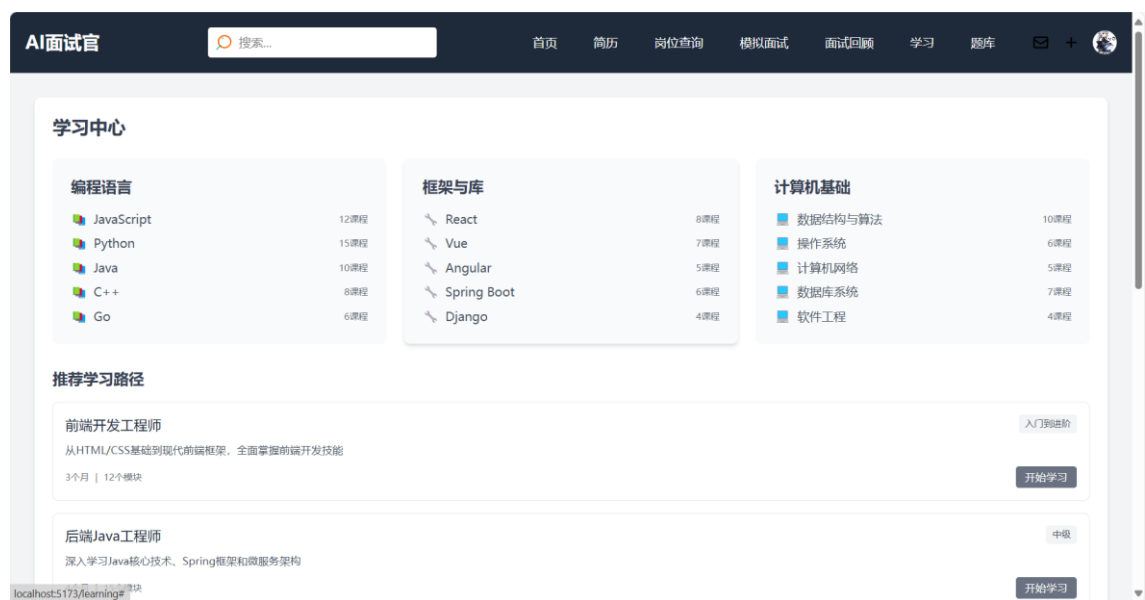 AI面试官 搜索... 首页 简历 岗位查询 模拟面试 面试回顾 学习 题库
学习中心
编程语言
JavaScript 12课程
Python 15课程
Java 10课程
C++ 8课程
Go 6课程
框架与库
React 8课程
Vue 7课程
Angular 5课程
Spring Boot 6课程
Django 4课程
计算机基础
数据结构与算法 10课程
操作系统 6课程
计算机网络 5课程
数据库系统 7课程
软件工程 4课程
推荐学习路径
前端开发工程师 入门到进阶
从HTML/CSS基础到现代前端框架，全面掌握前端开发技能
3个月 | 12个模块 开始学习
后端Java工程师 中级
深入学习Java核心技术、Spring框架和微服务架构
模块 开始学习
localhost:5173/learning#